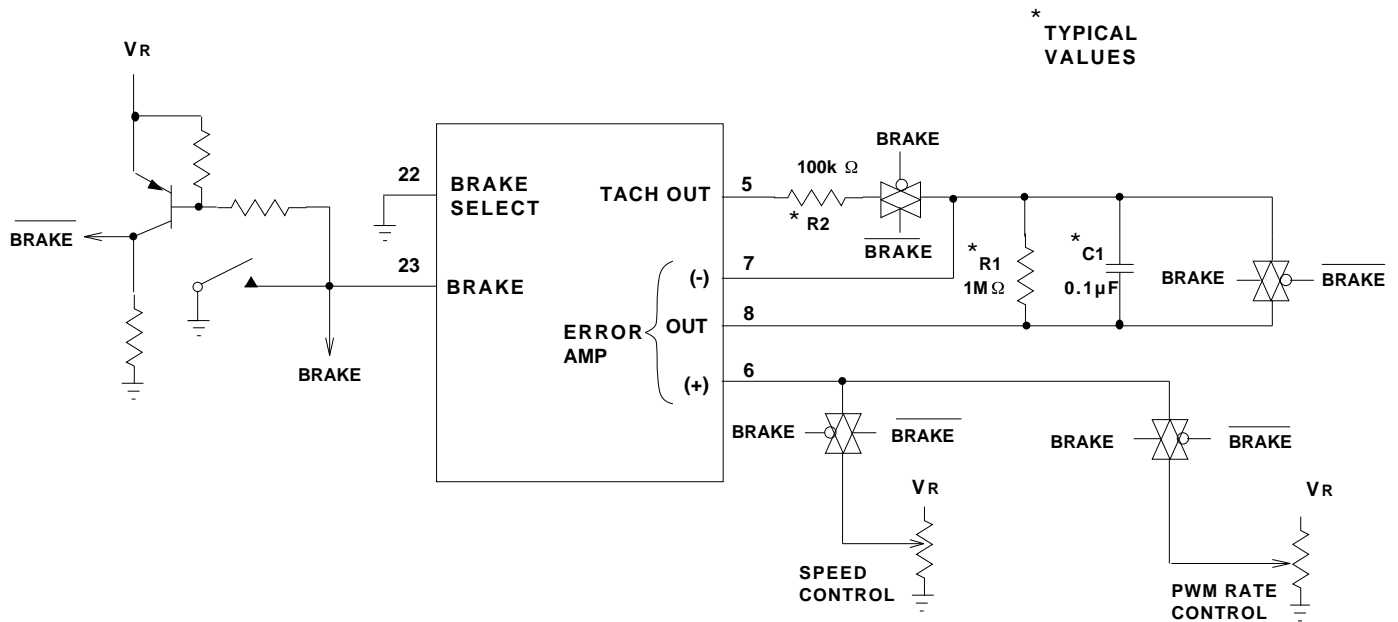 *TYPICAL
VALUES
VR
BRAKE
22
BRAKE
SELECT
TACH OUT
5
100k Ω
*R2
BRAKE
BRAKE
23
BRAKE
BRAKE
(-)
7
ERROR
AMP
OUT
8
(+)
6
*R1
1MΩ
*C1
0.1µF
BRAKE
BRAKE
BRAKE
BRAKE
BRAKE
BRAKE
VR
SPEED
CONTROL
VR
PWM RATE
CONTROL